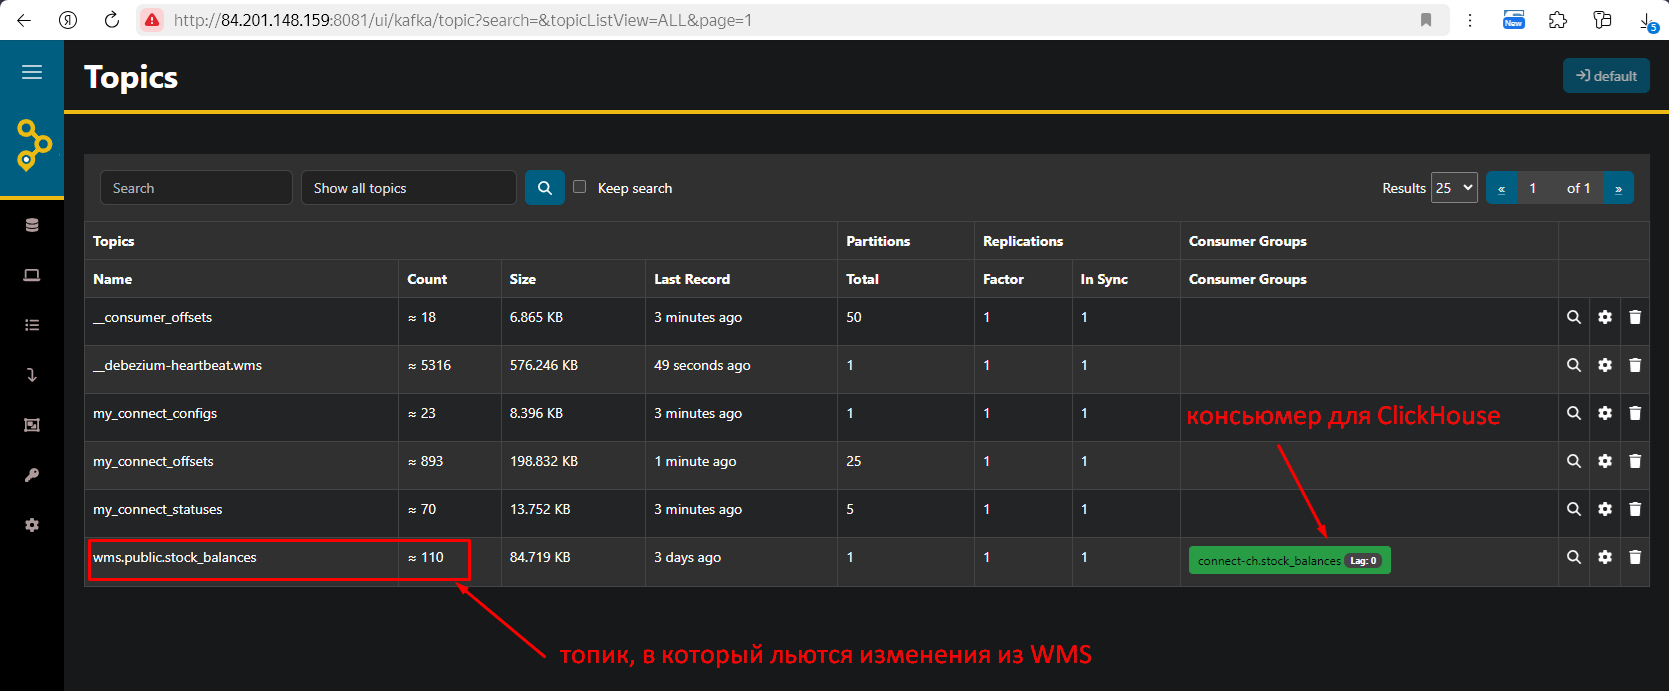 http://84.201.148.159:8081/ui/kafka/topic?search=&topicListView=ALL&page=1
New
5
Topics
default
Search
Show all topics
Keep search
Results 25 « 1 of 1 »
Topics Partitions Replications Consumer Groups
Name Count Size Last Record Total Factor In Sync Consumer Groups
__consumer_offsets ≈ 18 6.865 KB 3 minutes ago 50 1 1
__debezium-heartbeat.wms ≈ 5316 576.246 KB 49 seconds ago 1 1 1
my_connect_configs ≈ 23 8.396 KB 3 minutes ago 1 1 1
консьюмер для ClickHouse
my_connect_offsets ≈ 893 198.832 KB 1 minute ago 25 1 1
my_connect_statuses ≈ 70 13.752 KB 3 minutes ago 5 1 1
wms.public.stock_balances ≈ 110 84.719 KB 3 days ago 1 1 1 connect-ch.stock_balances Lag: 0
топик, в который льются изменения из WMS